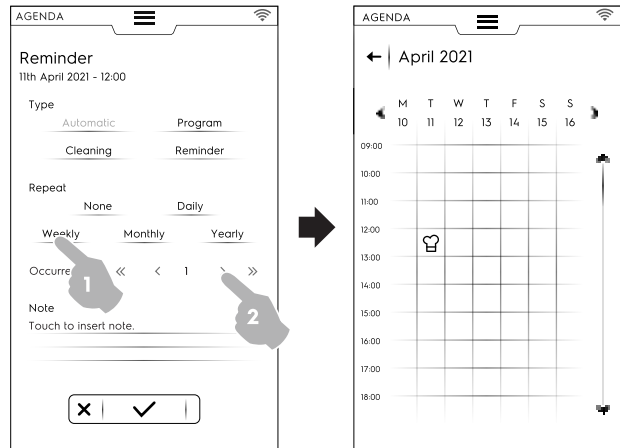 AGENDA
Reminder
11th April 2021 - 12:00
Type
Automatic Program
Cleaning Reminder
Repeat
None Daily
Weekly Monthly Yearly
1
Occurre « < 1 > »
2
Note
Touch to insert note.
AGENDA
April 2021
M T W T F S S
10 11 12 13 14 15 16
09:00
10:00
11:00
12:00
13:00
14:00
15:00
16:00
17:00
18:00